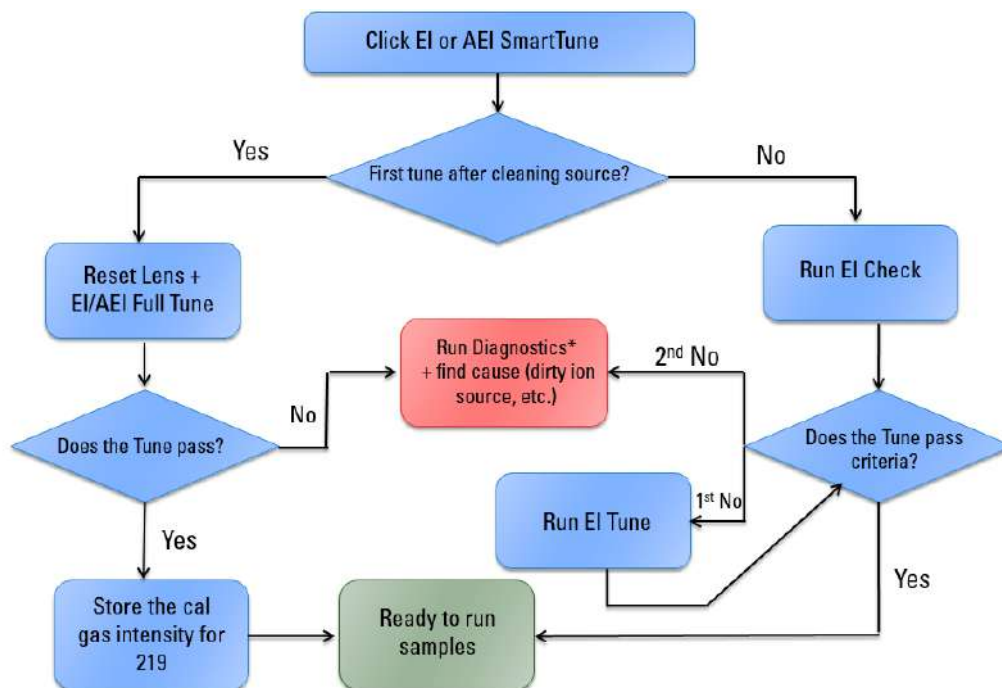 Click EI or AEI SmartTune
Yes
No
First tune after cleaning source?
Reset Lens +
EI/AEI Full Tune
Run EI Check
Run Diagnostics*
+ find cause (dirty ion
source, etc.)
2nd No
No
Does the Tune pass?
Does the Tune pass
criteria?
1st No
Run EI Tune
Yes
Yes
Store the cal
gas intensity for
219
Ready to run
samples